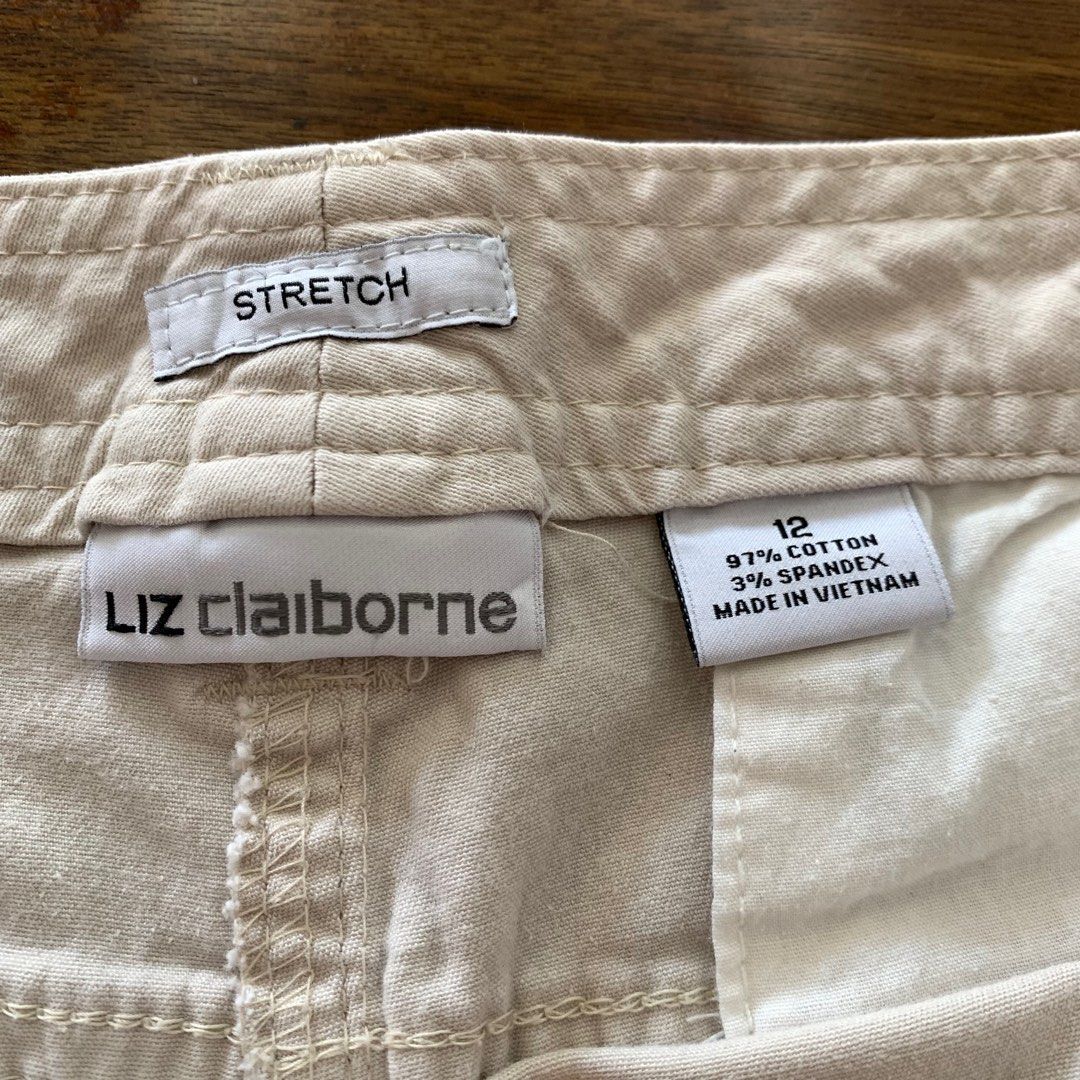 STRETCH
LIZ claiborne
12
97% COTTON
3% SPANDEX
MADE IN VIETNAM